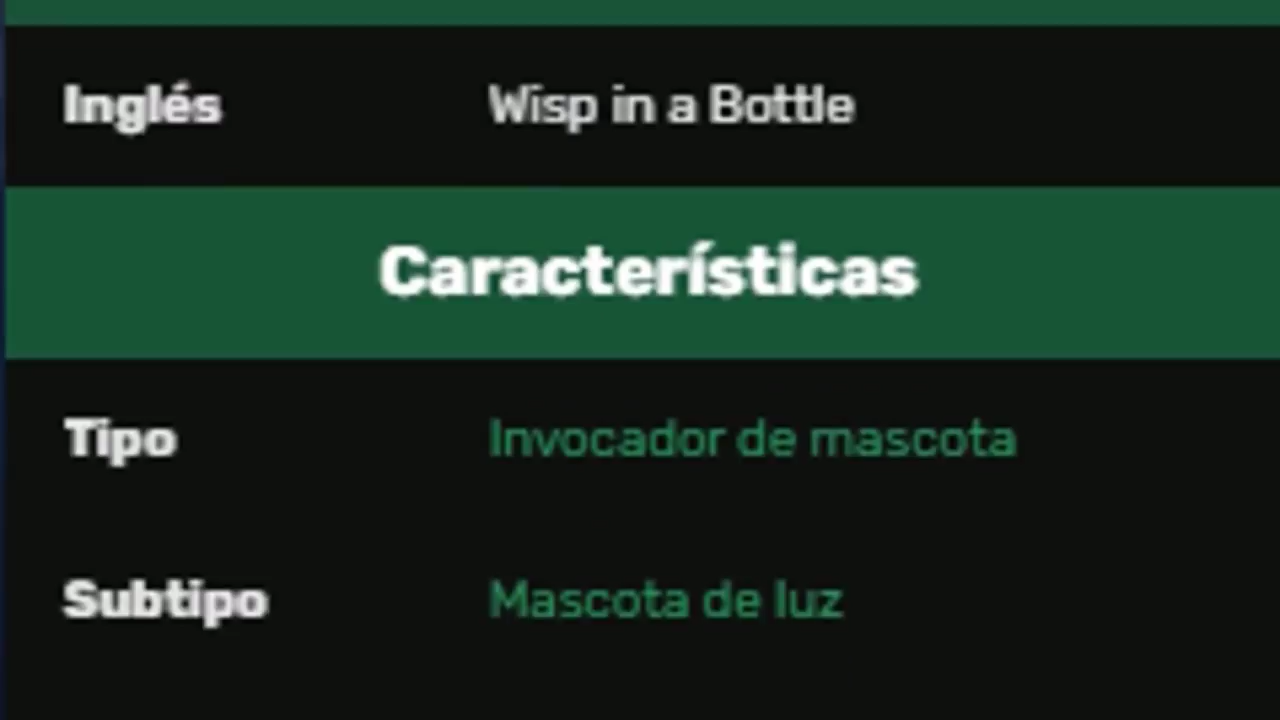 Inglés Wisp in a Bottle
Características
Tipo Invocador de mascota
Subtipo Mascota de luz